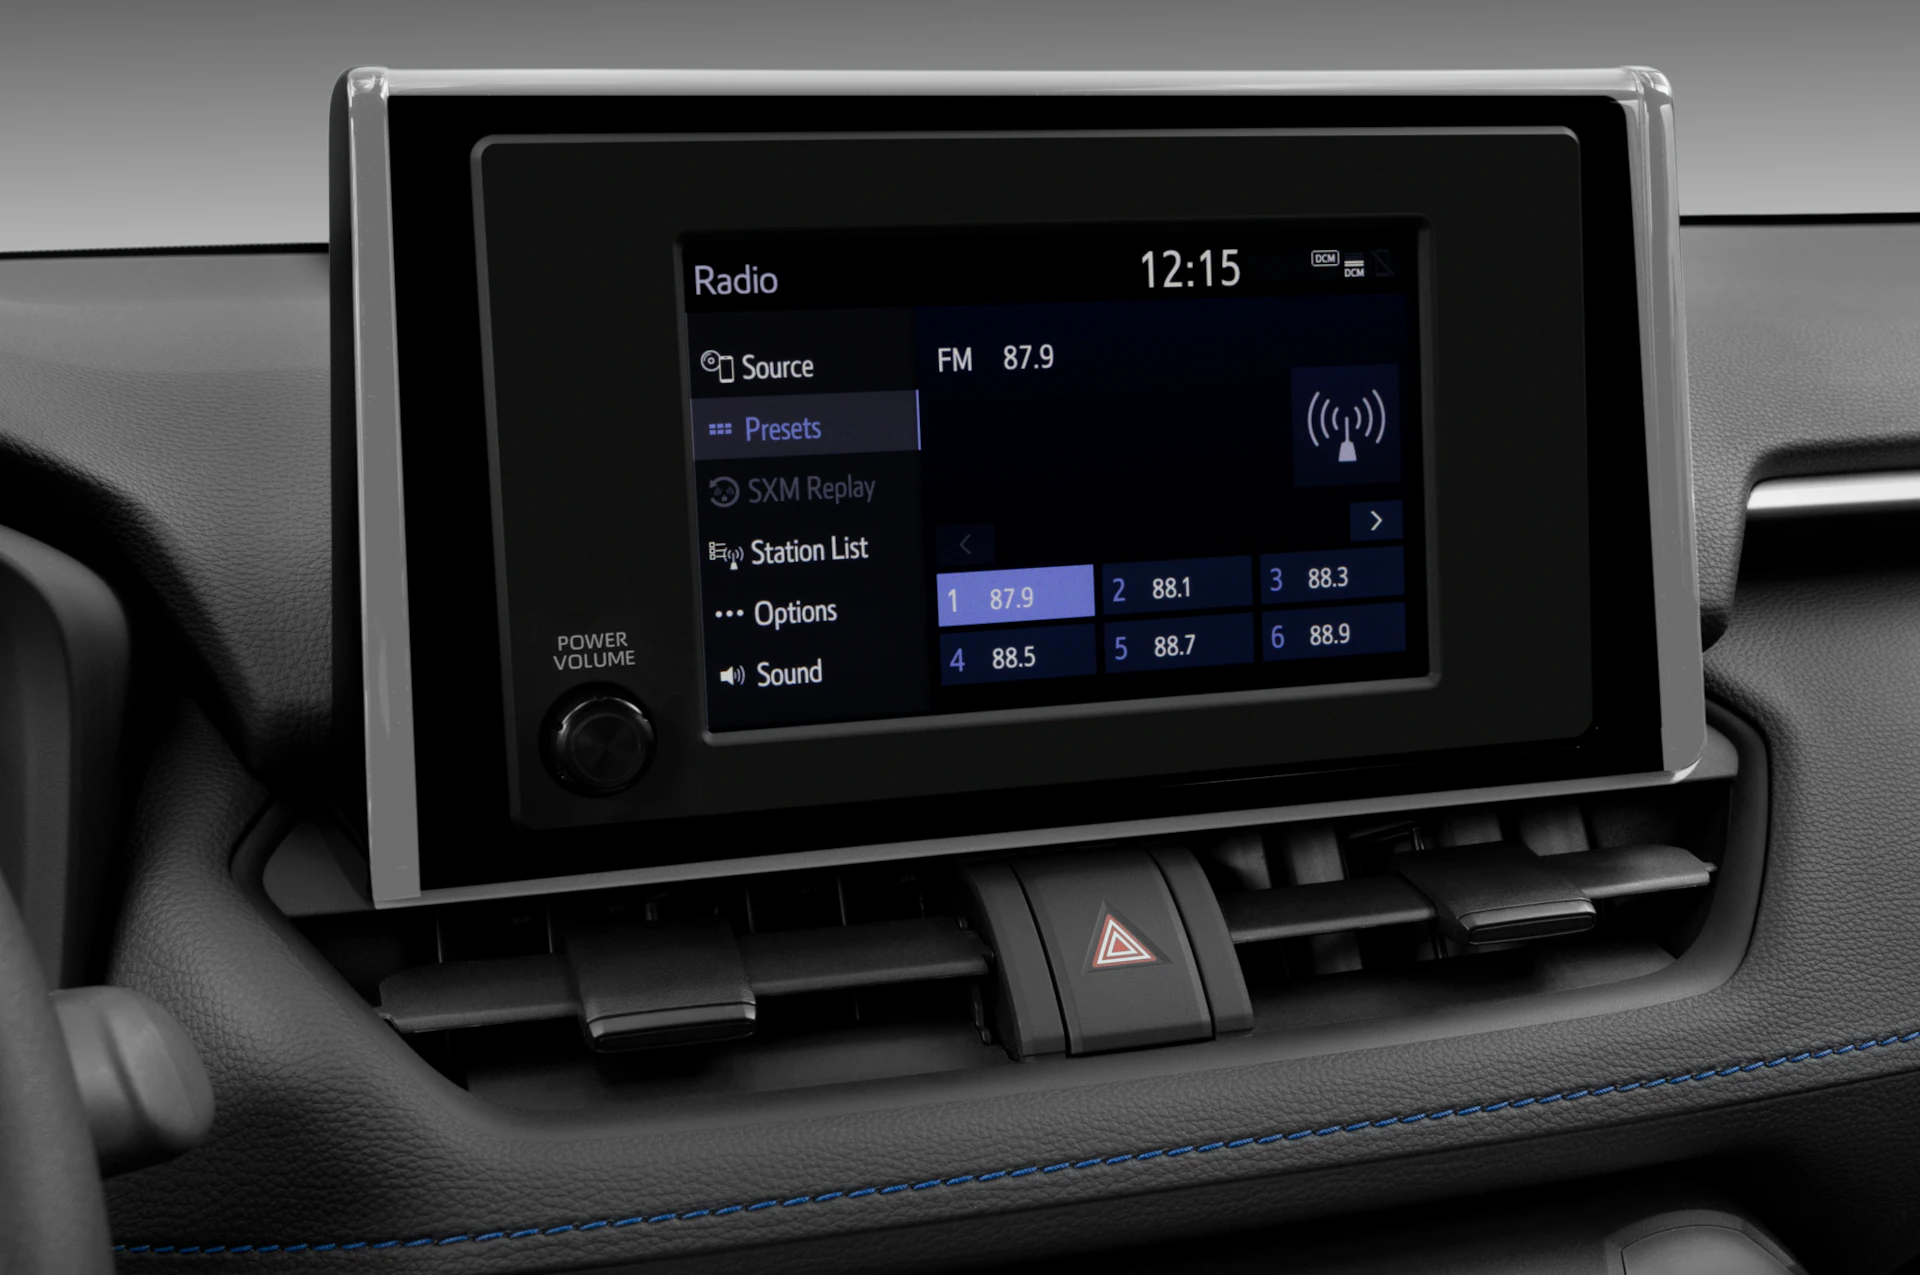 Radio
12:15
DCM
DCM
Source
Presets
SXM Replay
Station List
Options
Sound
FM 87.9
1 87.9
2 88.1
3 88.3
4 88.5
5 88.7
6 88.9
POWER
VOLUME